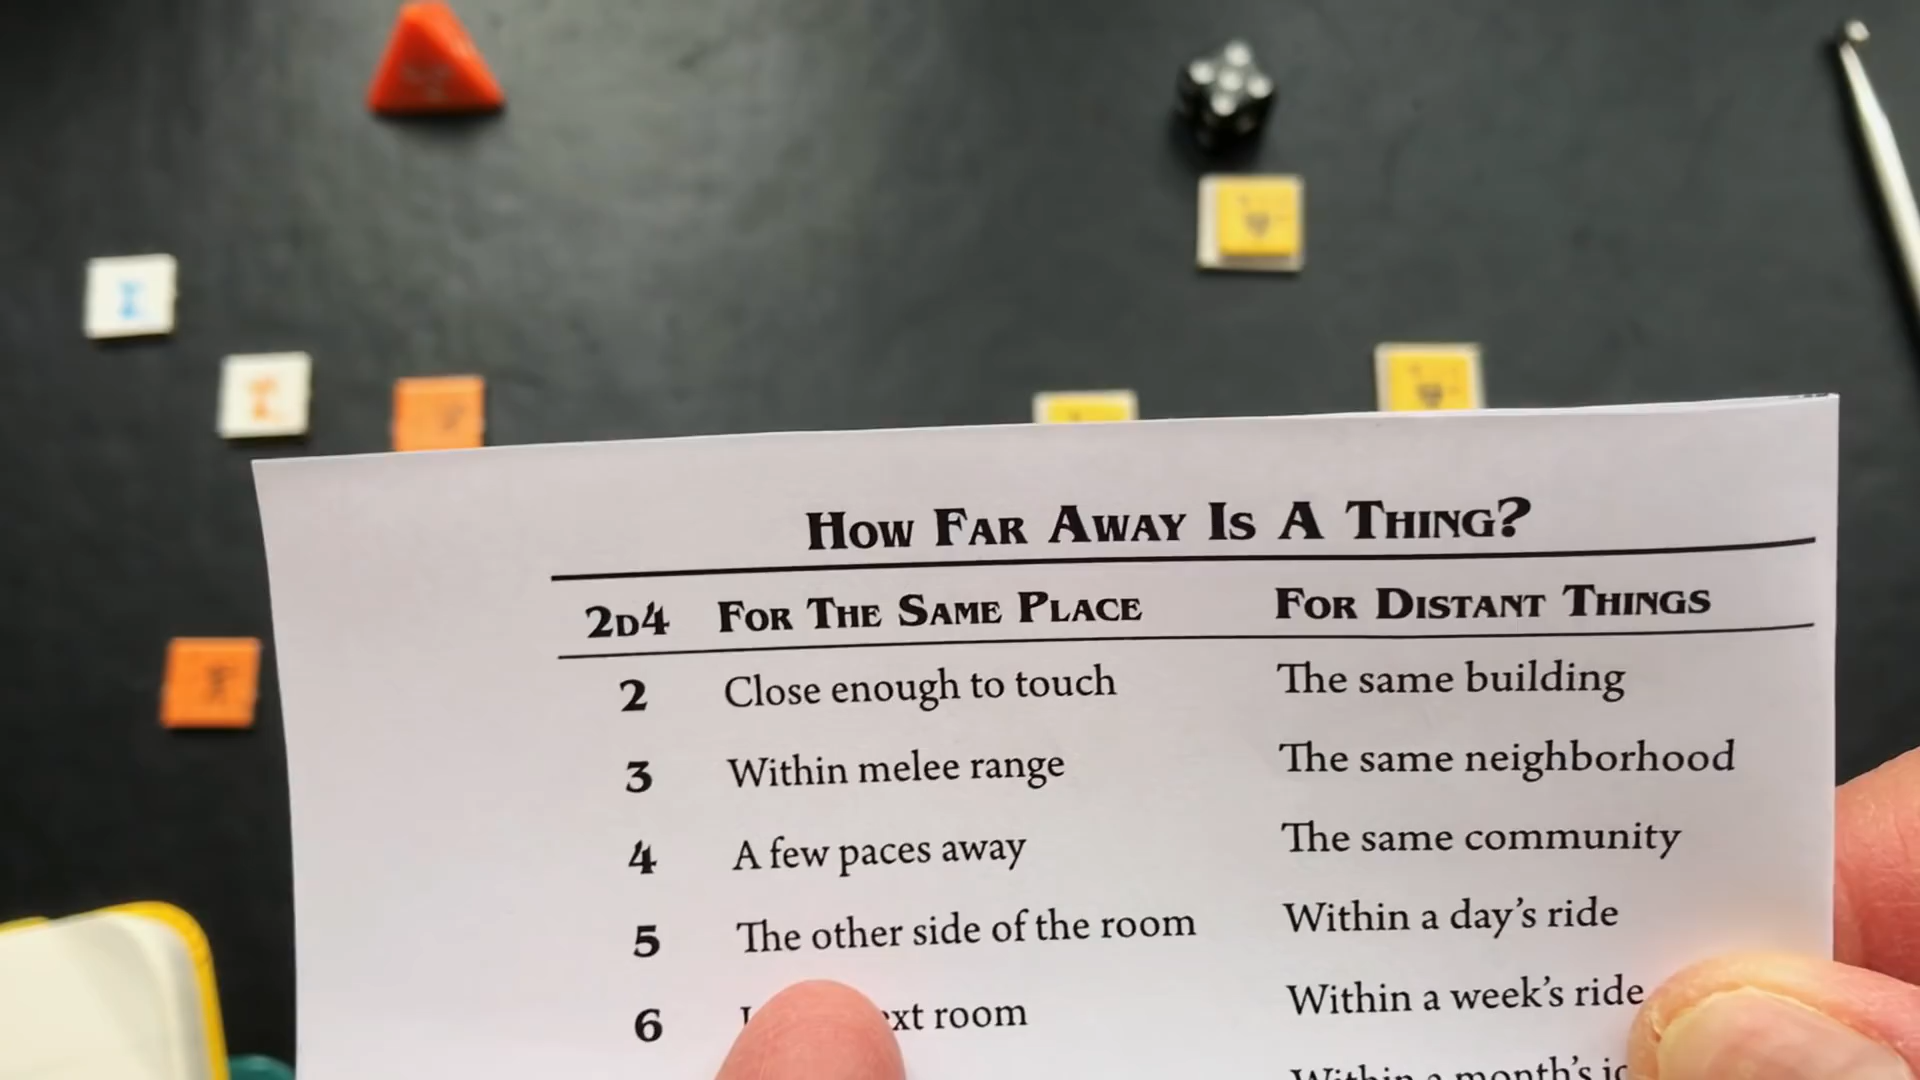 How Far Away Is A Thing?
2d4 For The Same Place For Distant Things
2 Close enough to touch The same building
3 Within melee range The same neighborhood
4 A few paces away The same community
5 The other side of the room Within a day's ride
6 room Within a week's ride
Within a month's